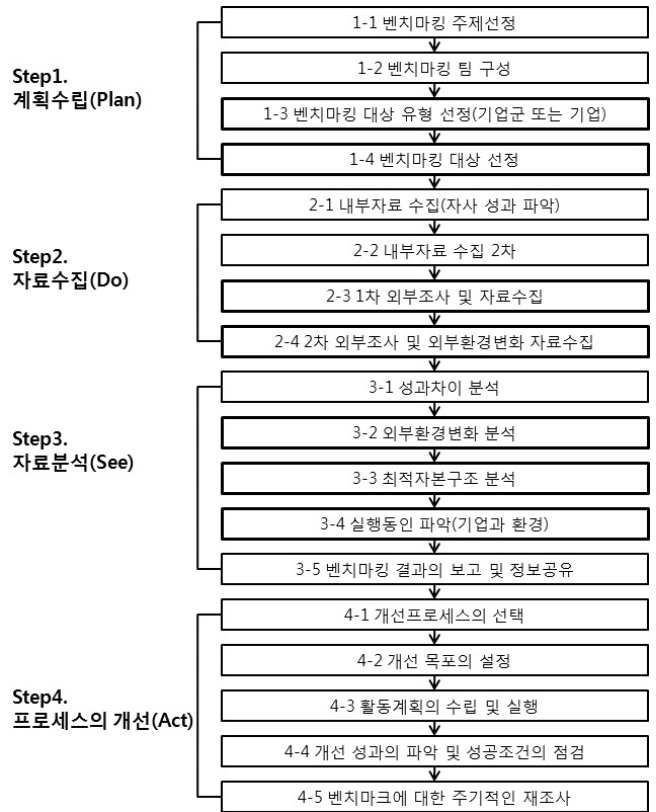 Step1.
계획수립(Plan)
1-1 벤치마킹 주제선정
1-2 벤치마킹 팀 구성
1-3 벤치마킹 대상 유형 선정(기업군 또는 기업)
1-4 벤치마킹 대상 선정
Step2.
자료수집(Do)
2-1 내부자료 수집(자사 성과 파악)
2-2 내부자료 수집 2차
2-3 1차 외부조사 및 자료수집
2-4 2차 외부조사 및 외부환경변화 자료수집
Step3.
자료분석(See)
3-1 성과차이 분석
3-2 외부환경변화 분석
3-3 최적자본구조 분석
3-4 실행동인 파악(기업과 환경)
3-5 벤치마킹 결과의 보고 및 정보공유
Step4.
프로세스의 개선(Act)
4-1 개선프로세스의 선택
4-2 개선 목포의 설정
4-3 활동계획의 수립 및 실행
4-4 개선 성과의 파악 및 성공조건의 점검
4-5 벤치마크에 대한 주기적인 재조사